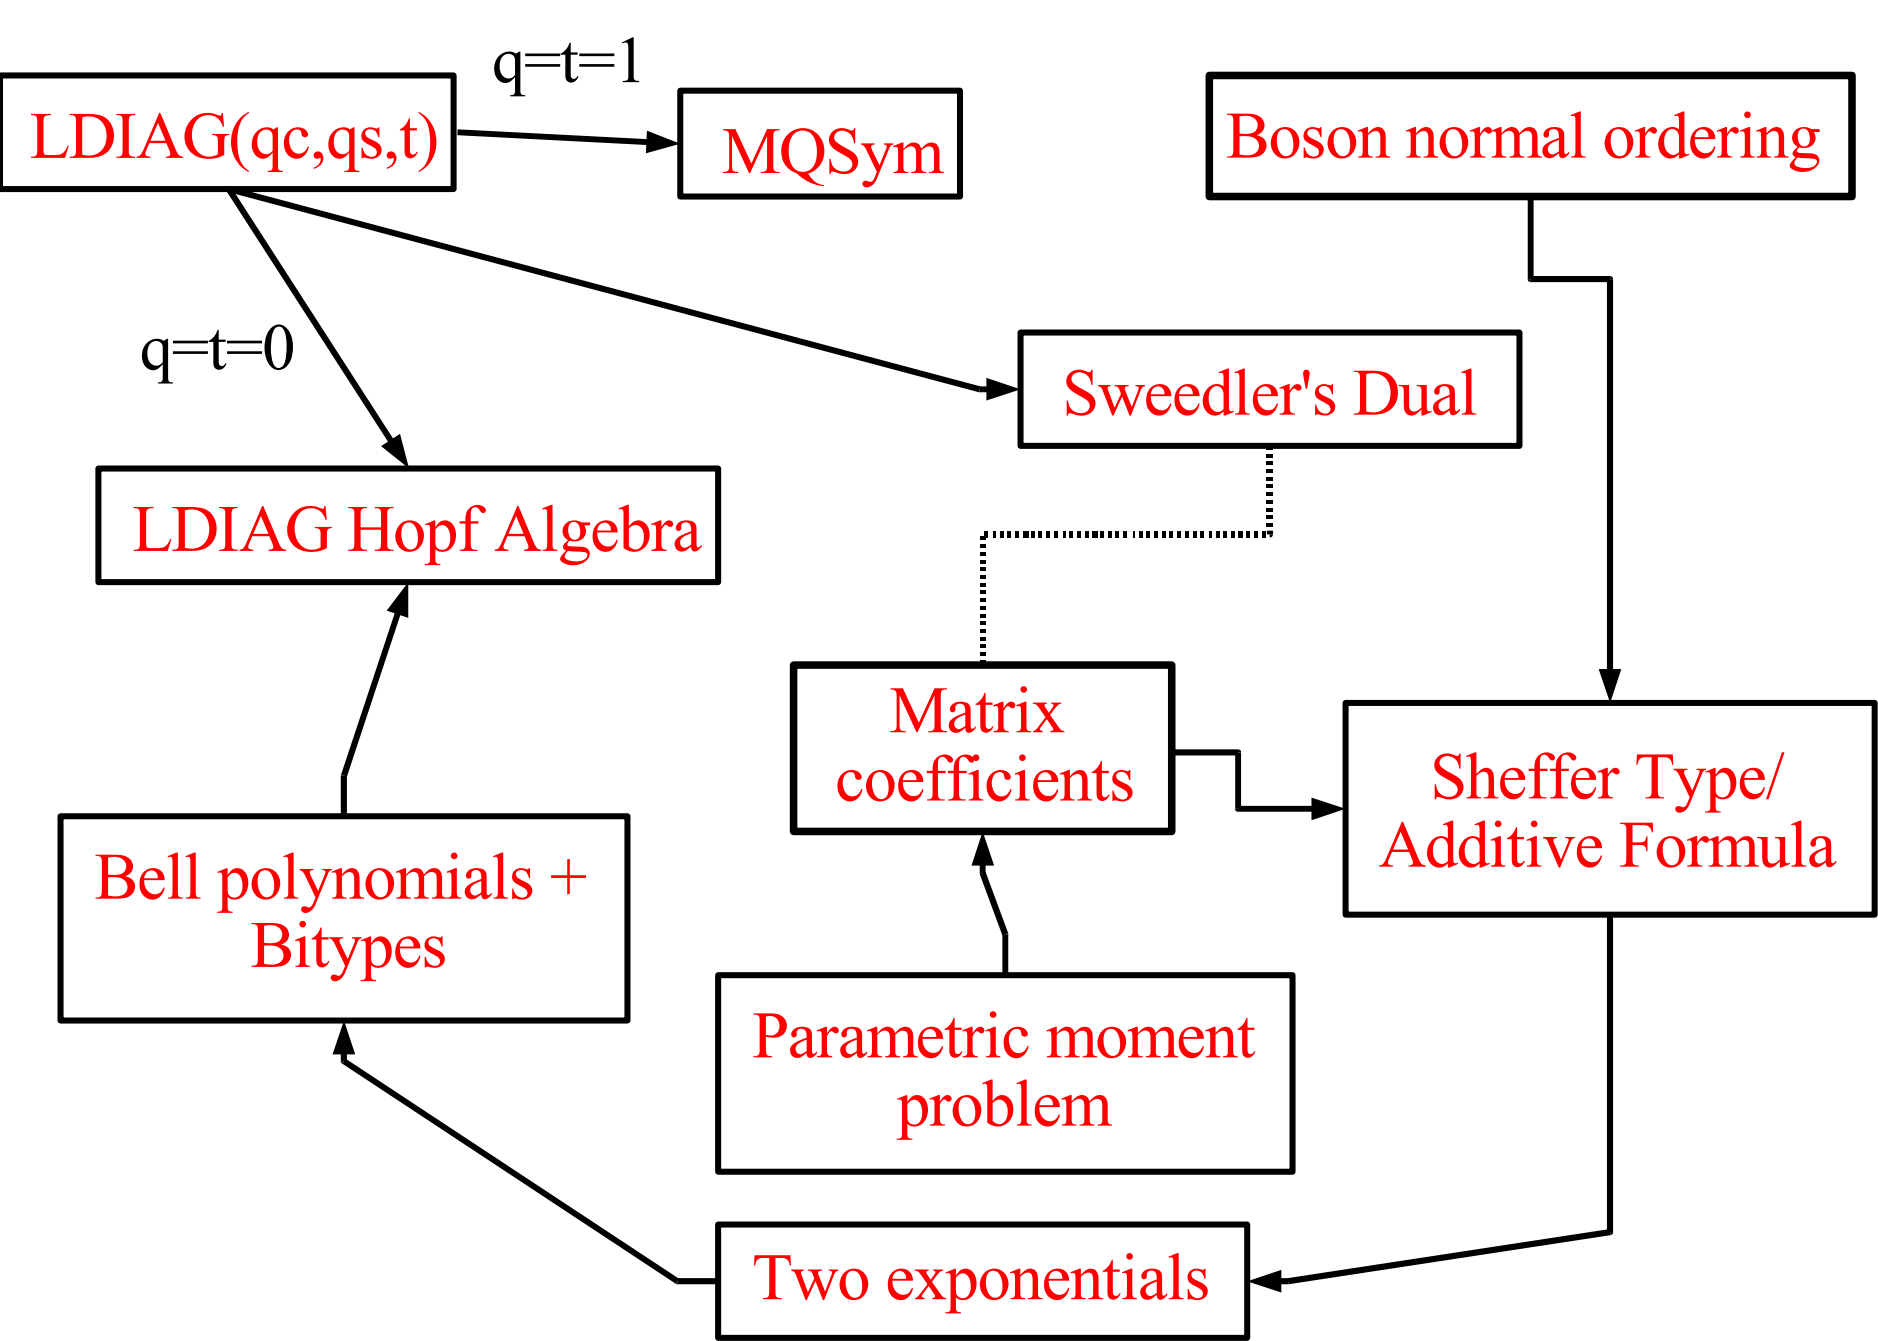 q=t=1
LDIAG(qc,qs,t)
MQSym
Boson normal ordering
q=t=0
Sweedler's Dual
LDIAG Hopf Algebra
Matrix
coefficients
Sheffer Type/
Additive Formula
Bell polynomials +
Bitypes
Parametric moment
problem
Two exponentials